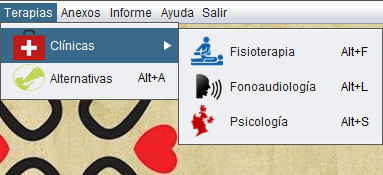 Terapias Anexos Informe Ayuda Salir
Clínicas
Alternativas Alt+A
Fisioterapia Alt+F
Fonoaudiología Alt+L
Psicología Alt+S